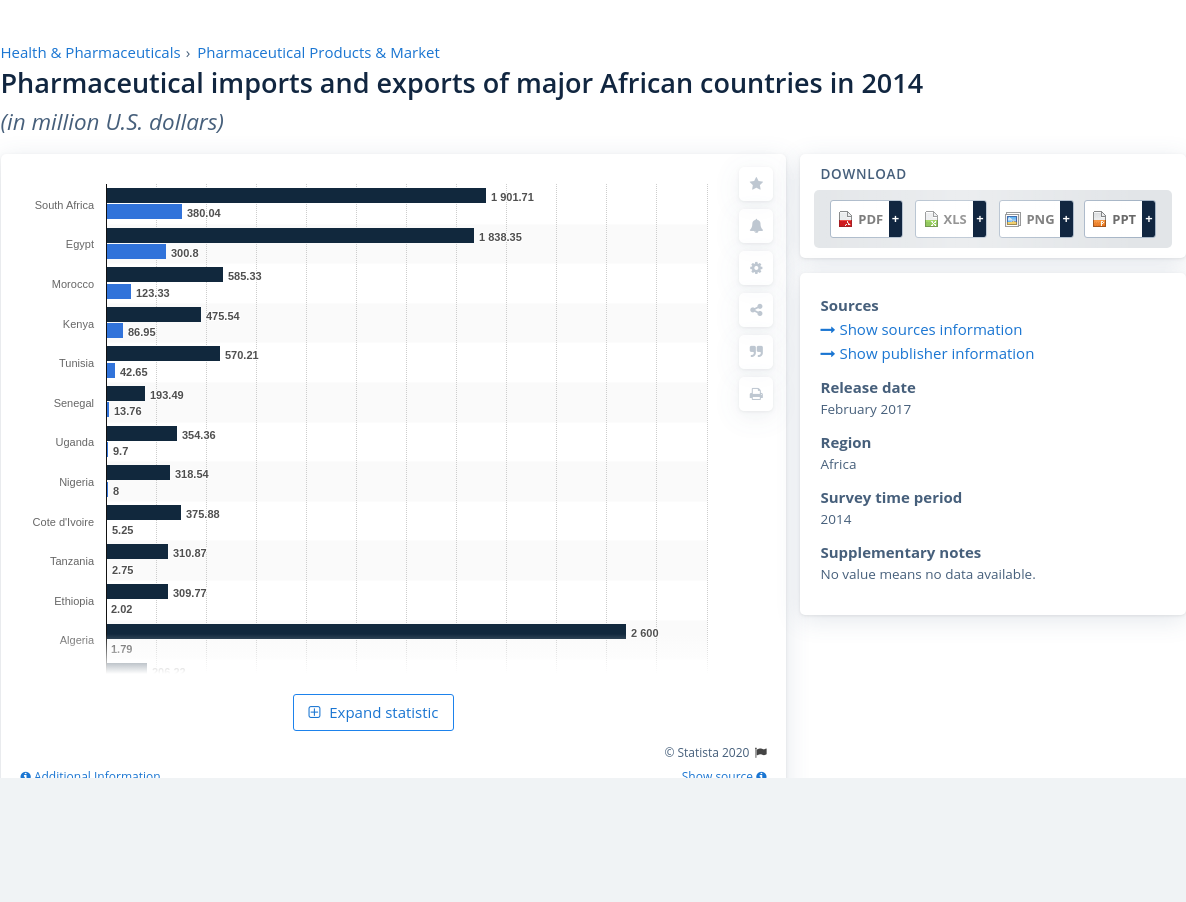 Health & Pharmaceuticals › Pharmaceutical Products & Market
Pharmaceutical imports and exports of major African countries in 2014
(in million U.S. dollars)
South Africa
1 901.71
380.04
Egypt
1 838.35
300.8
Morocco
585.33
123.33
Kenya
475.54
86.95
Tunisia
570.21
42.65
Senegal
193.49
13.76
Uganda
354.36
9.7
Nigeria
318.54
8
Cote d'Ivoire
375.88
5.25
Tanzania
310.87
2.75
Ethiopia
309.77
2.02
Algeria
2 600
1.79
Expand statistic
© Statista 2020
Additional Information
Show source
DOWNLOAD
PDF + XLS + PNG + PPT +
Sources
Show sources information
Show publisher information
Release date
February 2017
Region
Africa
Survey time period
2014
Supplementary notes
No value means no data available.